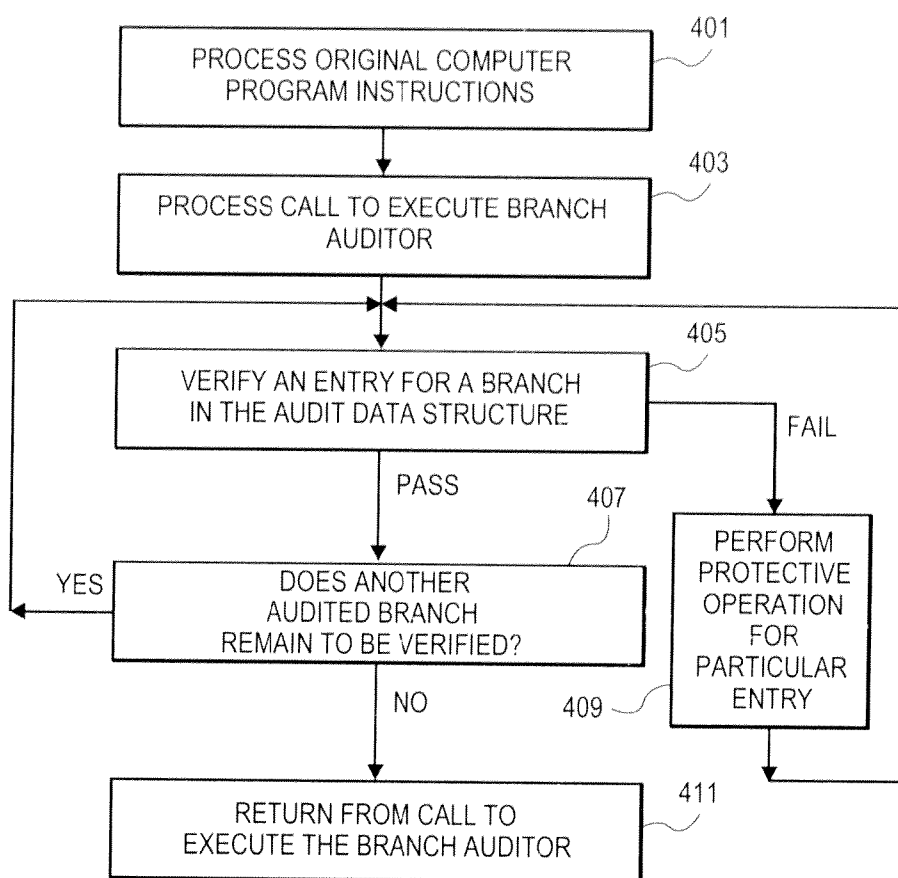 401
PROCESS ORIGINAL COMPUTER
PROGRAM INSTRUCTIONS
403
PROCESS CALL TO EXECUTE BRANCH
AUDITOR
405
VERIFY AN ENTRY FOR A BRANCH
IN THE AUDIT DATA STRUCTURE
FAIL
PASS
407
YES
DOES ANOTHER
AUDITED BRANCH
REMAIN TO BE VERIFIED?
PERFORM
PROTECTIVE
OPERATION
FOR
PARTICULAR
ENTRY
409
NO
411
RETURN FROM CALL TO
EXECUTE THE BRANCH AUDITOR